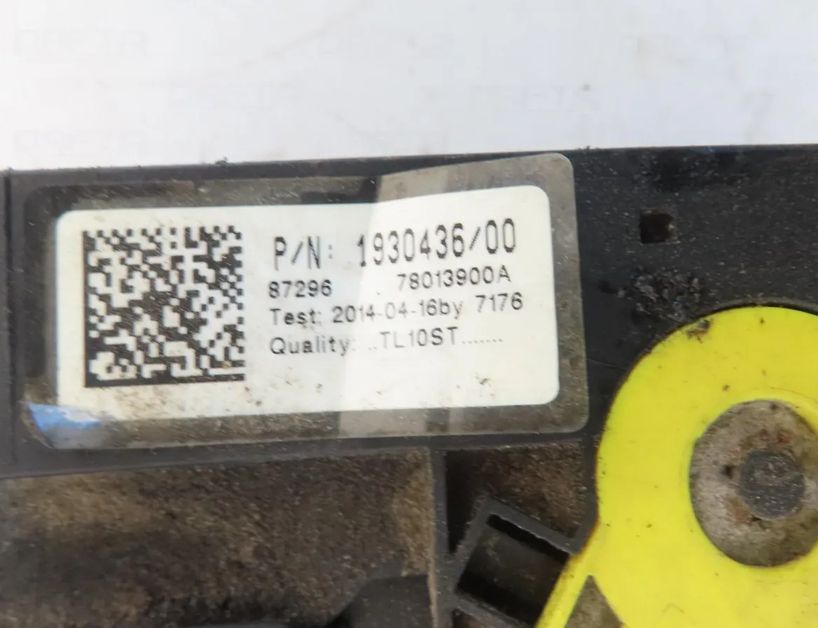 P/N: 1930436/00
87296 . 78013900A
Test: 2014-04-16by 7176
Quality: ..TL10ST.......